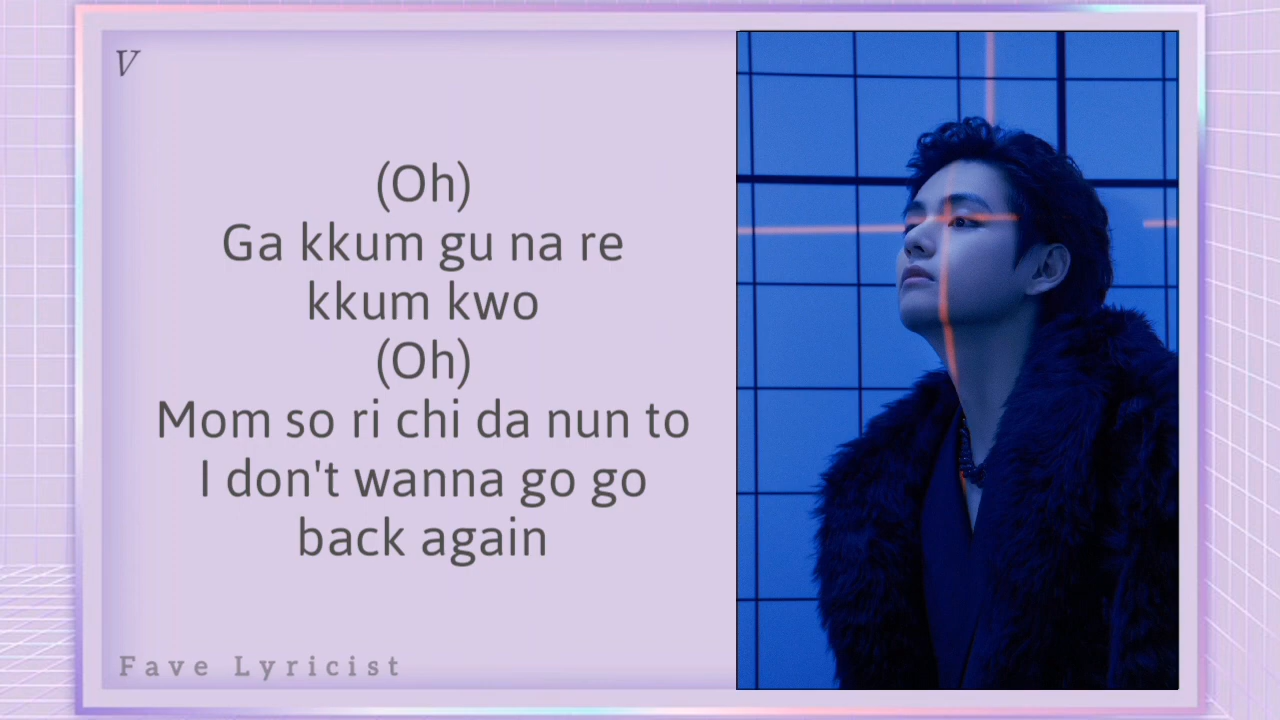 V
(Oh)
Ga kkum gu na re
kkum kwo
(Oh)
Mom so ri chi da nun to
I don't wanna go go
back again
Fave Lyricist